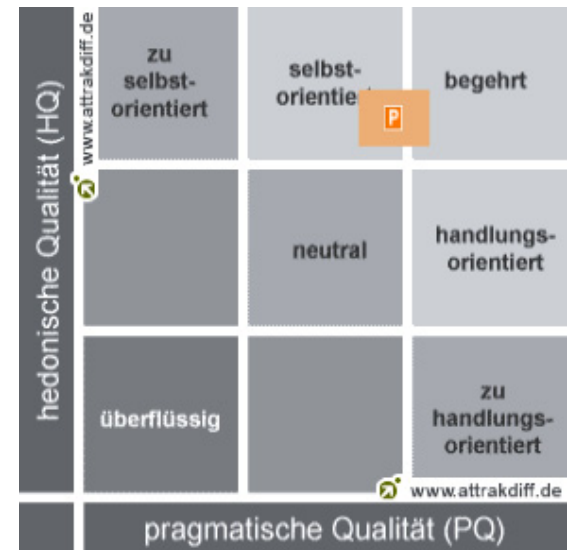 hedonische Qualität (HQ)
www.attrakdiff.de
zu
selbst-
orientiert
selbst-
orientie
P
begehrt
neutral
handlungs-
orientiert
überflüssig
zu
handlungs-
orientiert
www.attrakdiff.de
pragmatische Qualität (PQ)